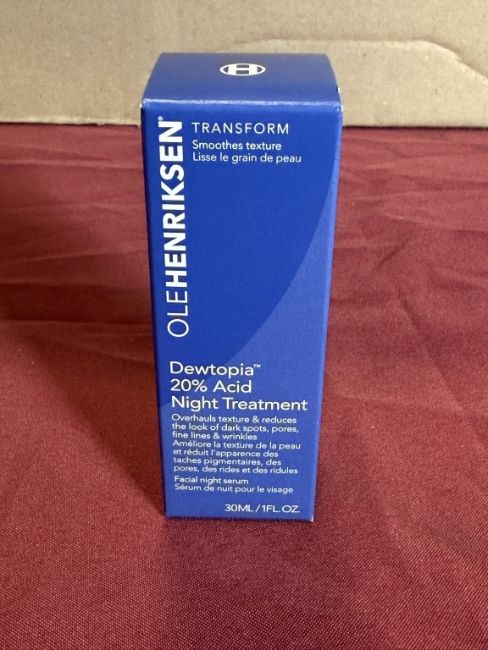 H
OLEHENRIKSEN®
TRANSFORM
Smoothes texture
Lisse le grain de peau
Dewtopia™
20% Acid
Night Treatment
Overhauls texture & reduces
the look of dark spots, pores,
fine lines & wrinkles
Améliore la texture de la peau
et réduit l'apparence des
taches pigmentaires, des
pores, des rides et des ridules
Facial night serum
Sérum de nuit pour le visage
30ML/1FL.OZ.